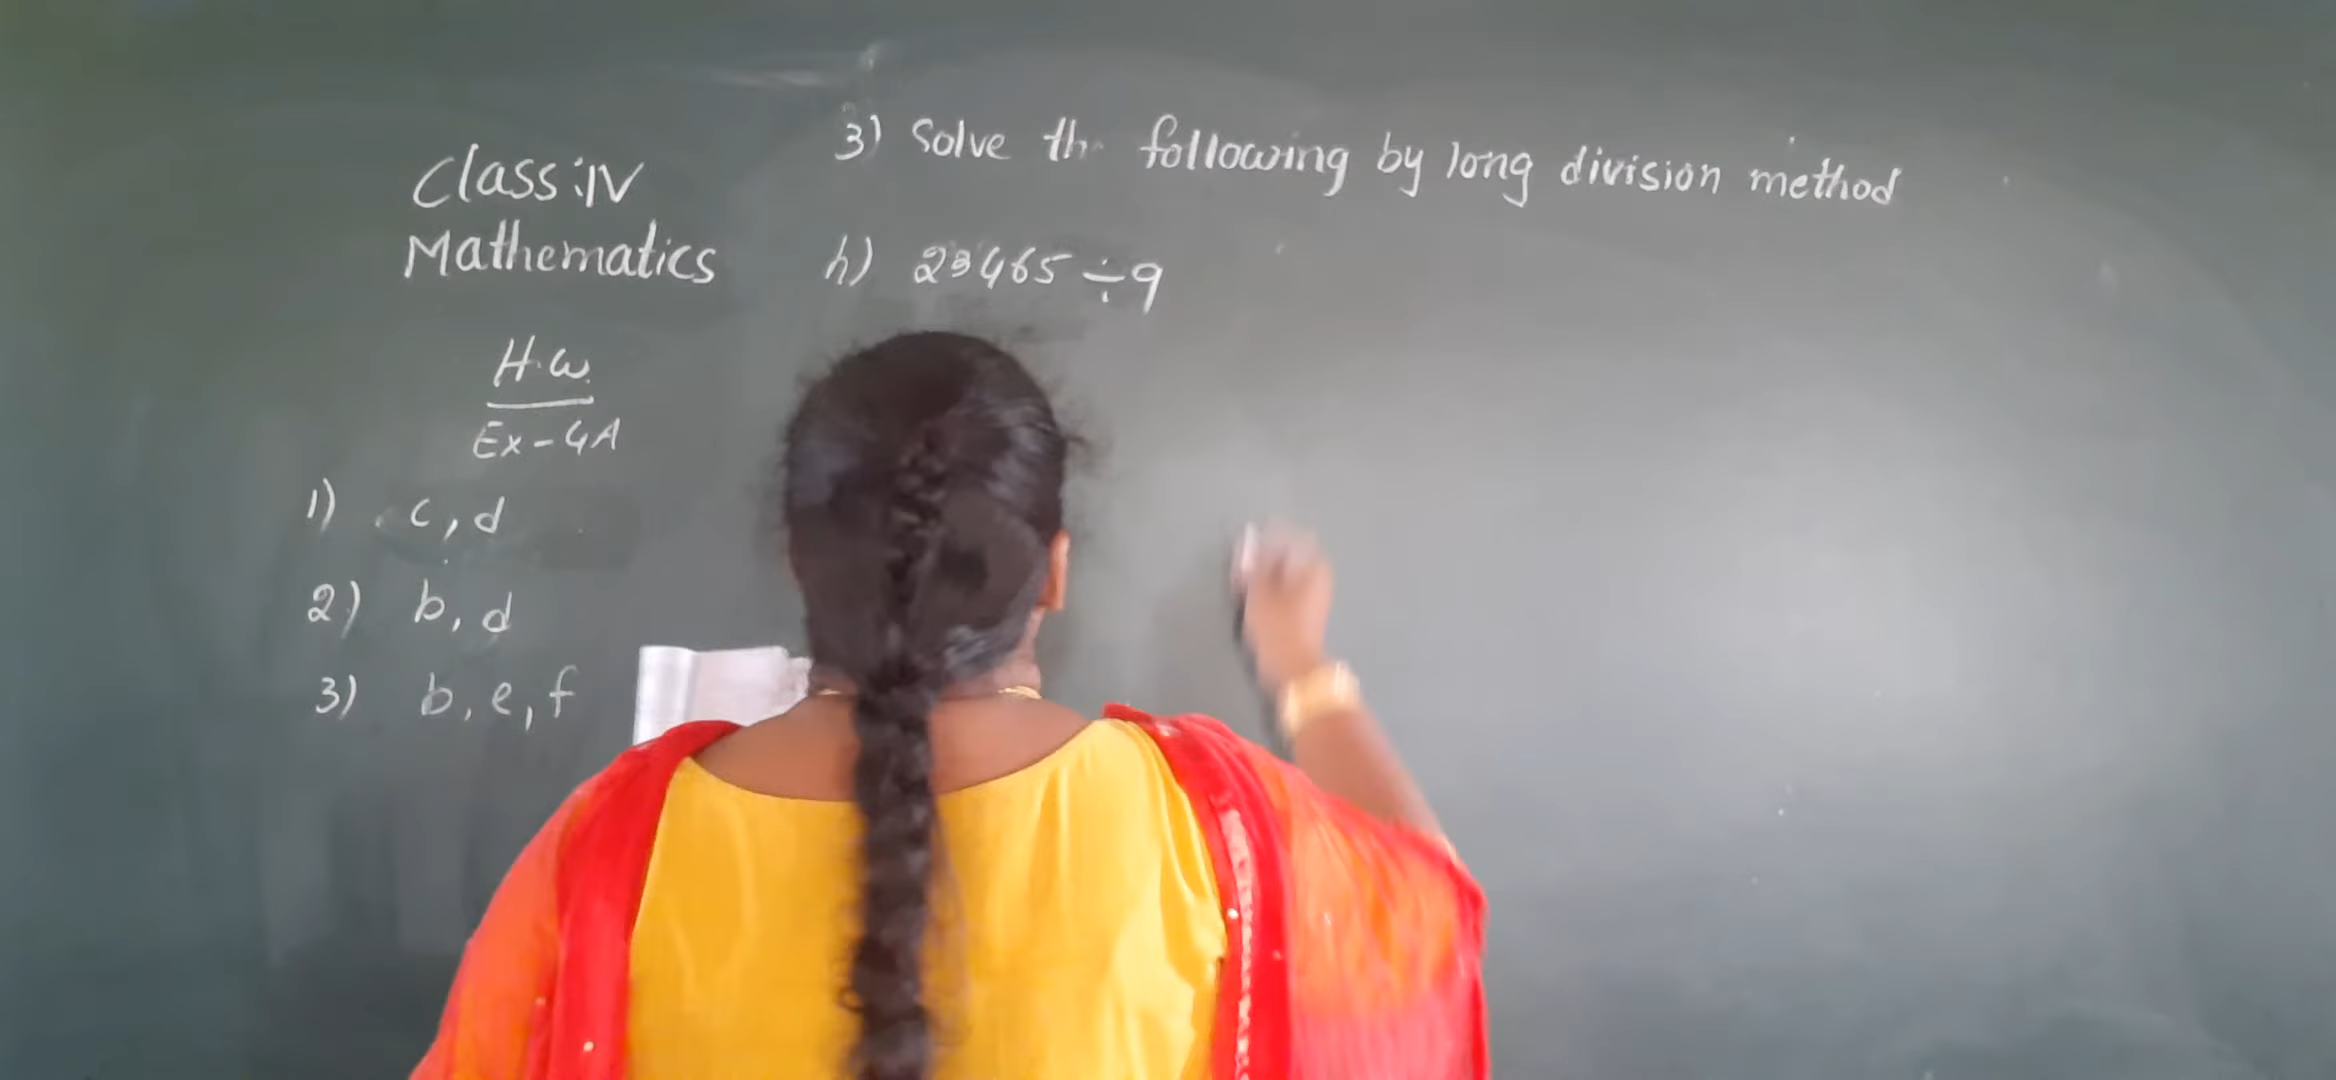 Class:IV
Mathematics
H.W.
Ex-4A
1) c, d
2) b, d
3) b, e, f
3) Solve the following by long division method
h) 23465÷9